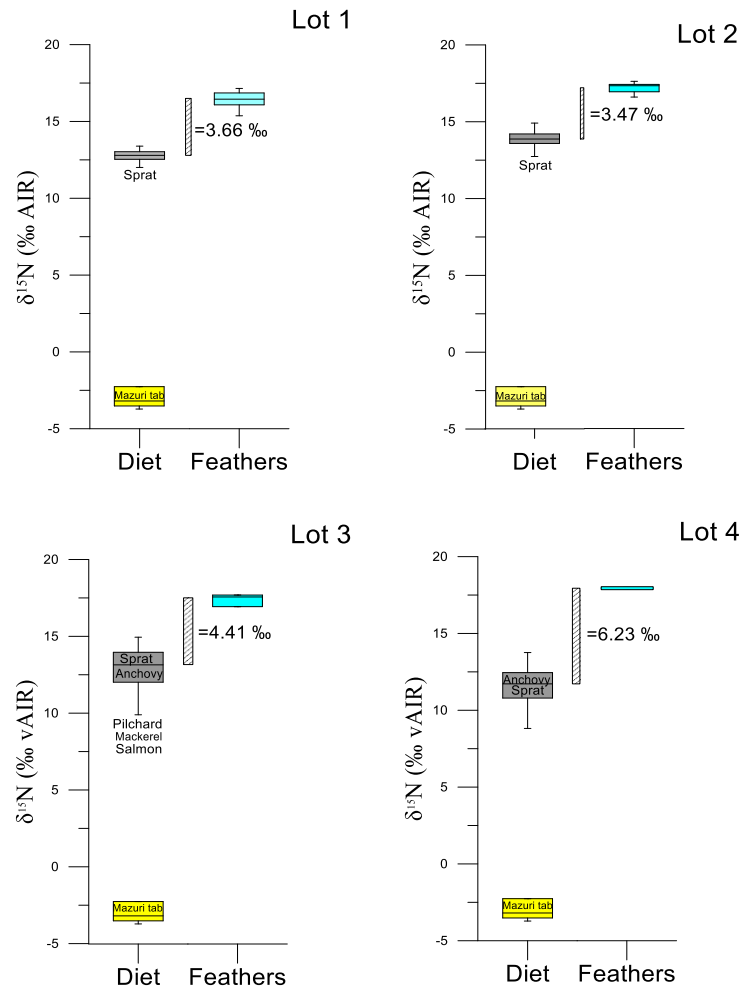 Lot 1
20
15
10
5
0
-5
δ¹⁵N (‰ AIR)
=3.66 ‰
Sprat
Mazuri tab
Diet Feathers
Lot 2
20
15
10
5
0
-5
δ¹⁵N (‰ AIR)
=3.47 ‰
Sprat
Mazuri tab
Diet Feathers
Lot 3
20
15
10
5
0
-5
δ¹⁵N (‰ vAIR)
=4.41 ‰
Sprat
Anchovy
Pilchard
Mackerel
Salmon
Mazuri tab
Diet Feathers
Lot 4
20
15
10
5
0
-5
δ¹⁵N (‰ vAIR)
=6.23 ‰
Anchovy
Sprat
Mazuri tab
Diet Feathers